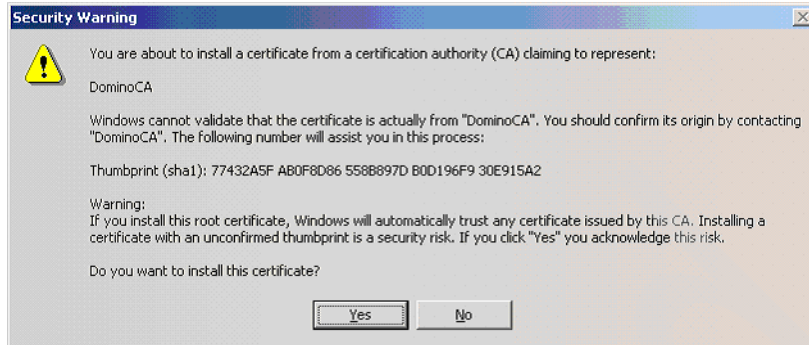 Security Warning
You are about to install a certificate from a certification authority (CA) claiming to represent:
DominoCA
Windows cannot validate that the certificate is actually from "DominoCA". You should confirm its origin by contacting
"DominoCA". The following number will assist you in this process:
Thumbprint (sha1): 77432A5F AB0F8D86 558B897D B0D196F9 30E915A2
Warning:
If you install this root certificate, Windows will automatically trust any certificate issued by this CA. Installing a
certificate with an unconfirmed thumbprint is a security risk. If you click "Yes" you acknowledge this risk.
Do you want to install this certificate?
Yes No